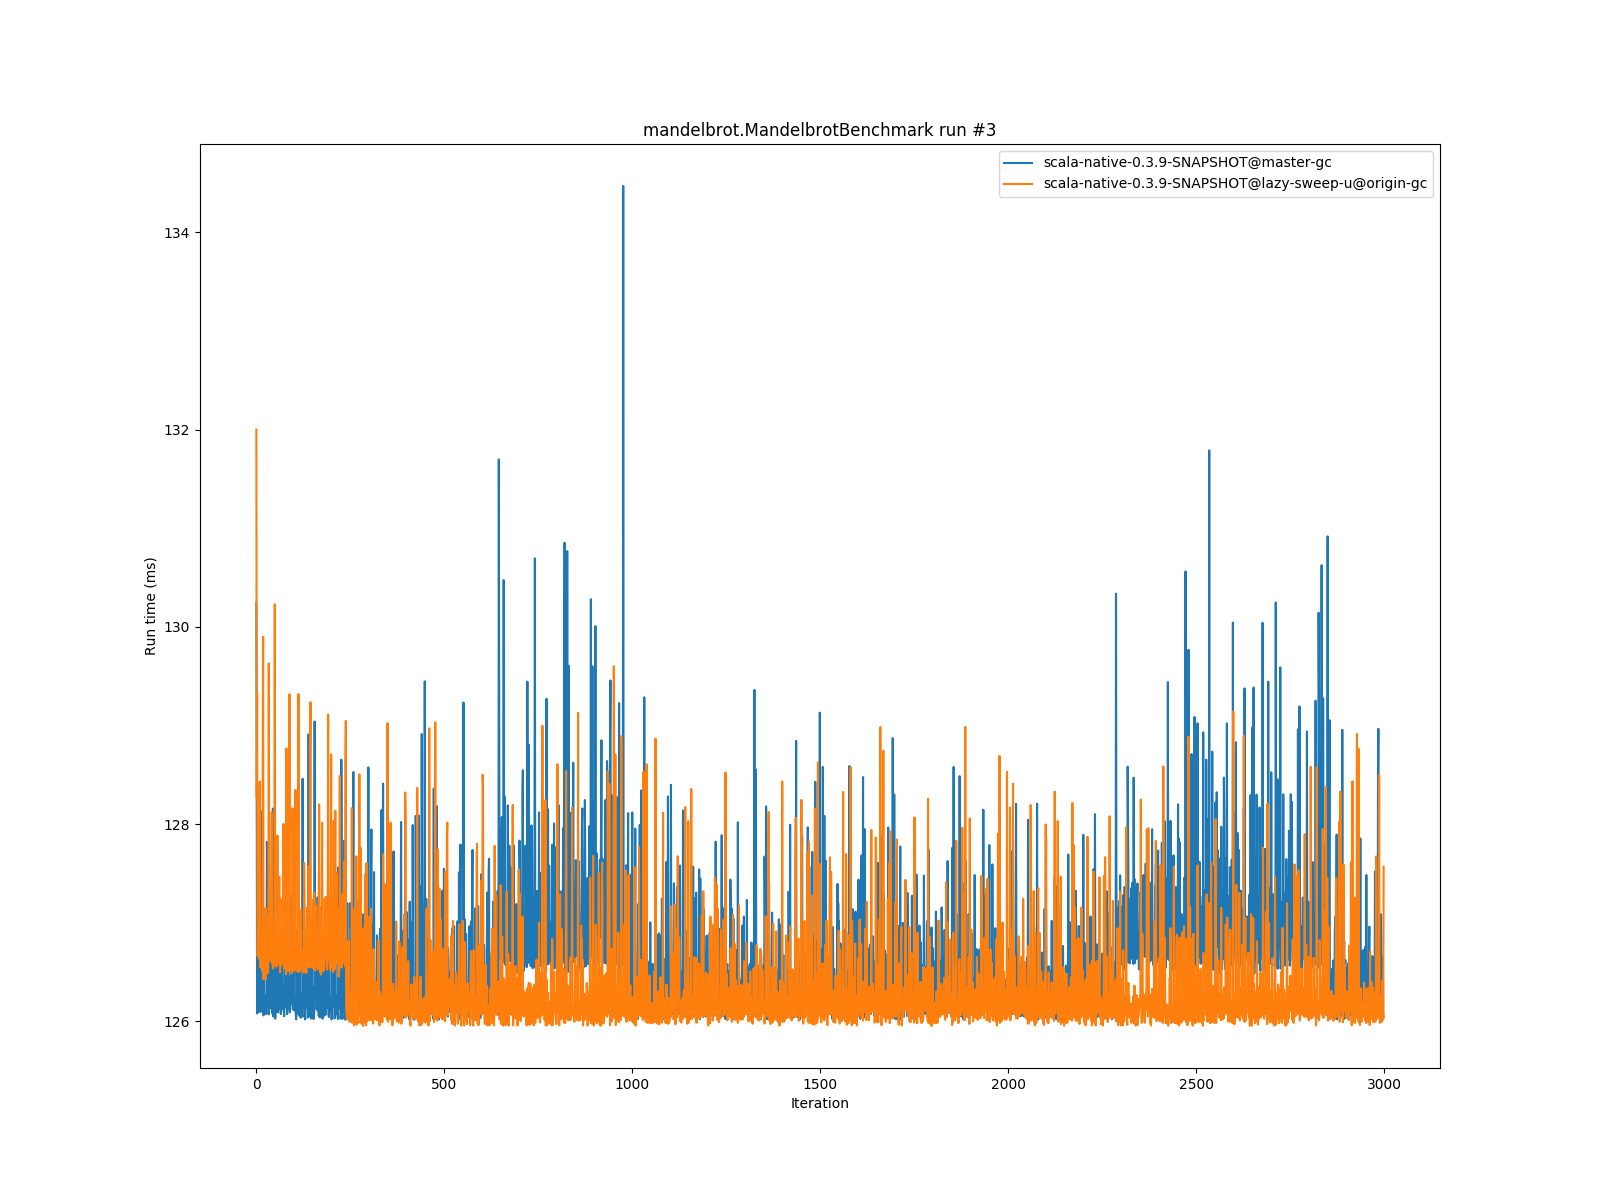 mandelbrot.MandelbrotBenchmark run #3
scala-native-0.3.9-SNAPSHOT@master-gc
scala-native-0.3.9-SNAPSHOT@lazy-sweep-u@origin-gc
134
132
130
128
126
Run time (ms)
0 500 1000 1500 2000 2500 3000
Iteration